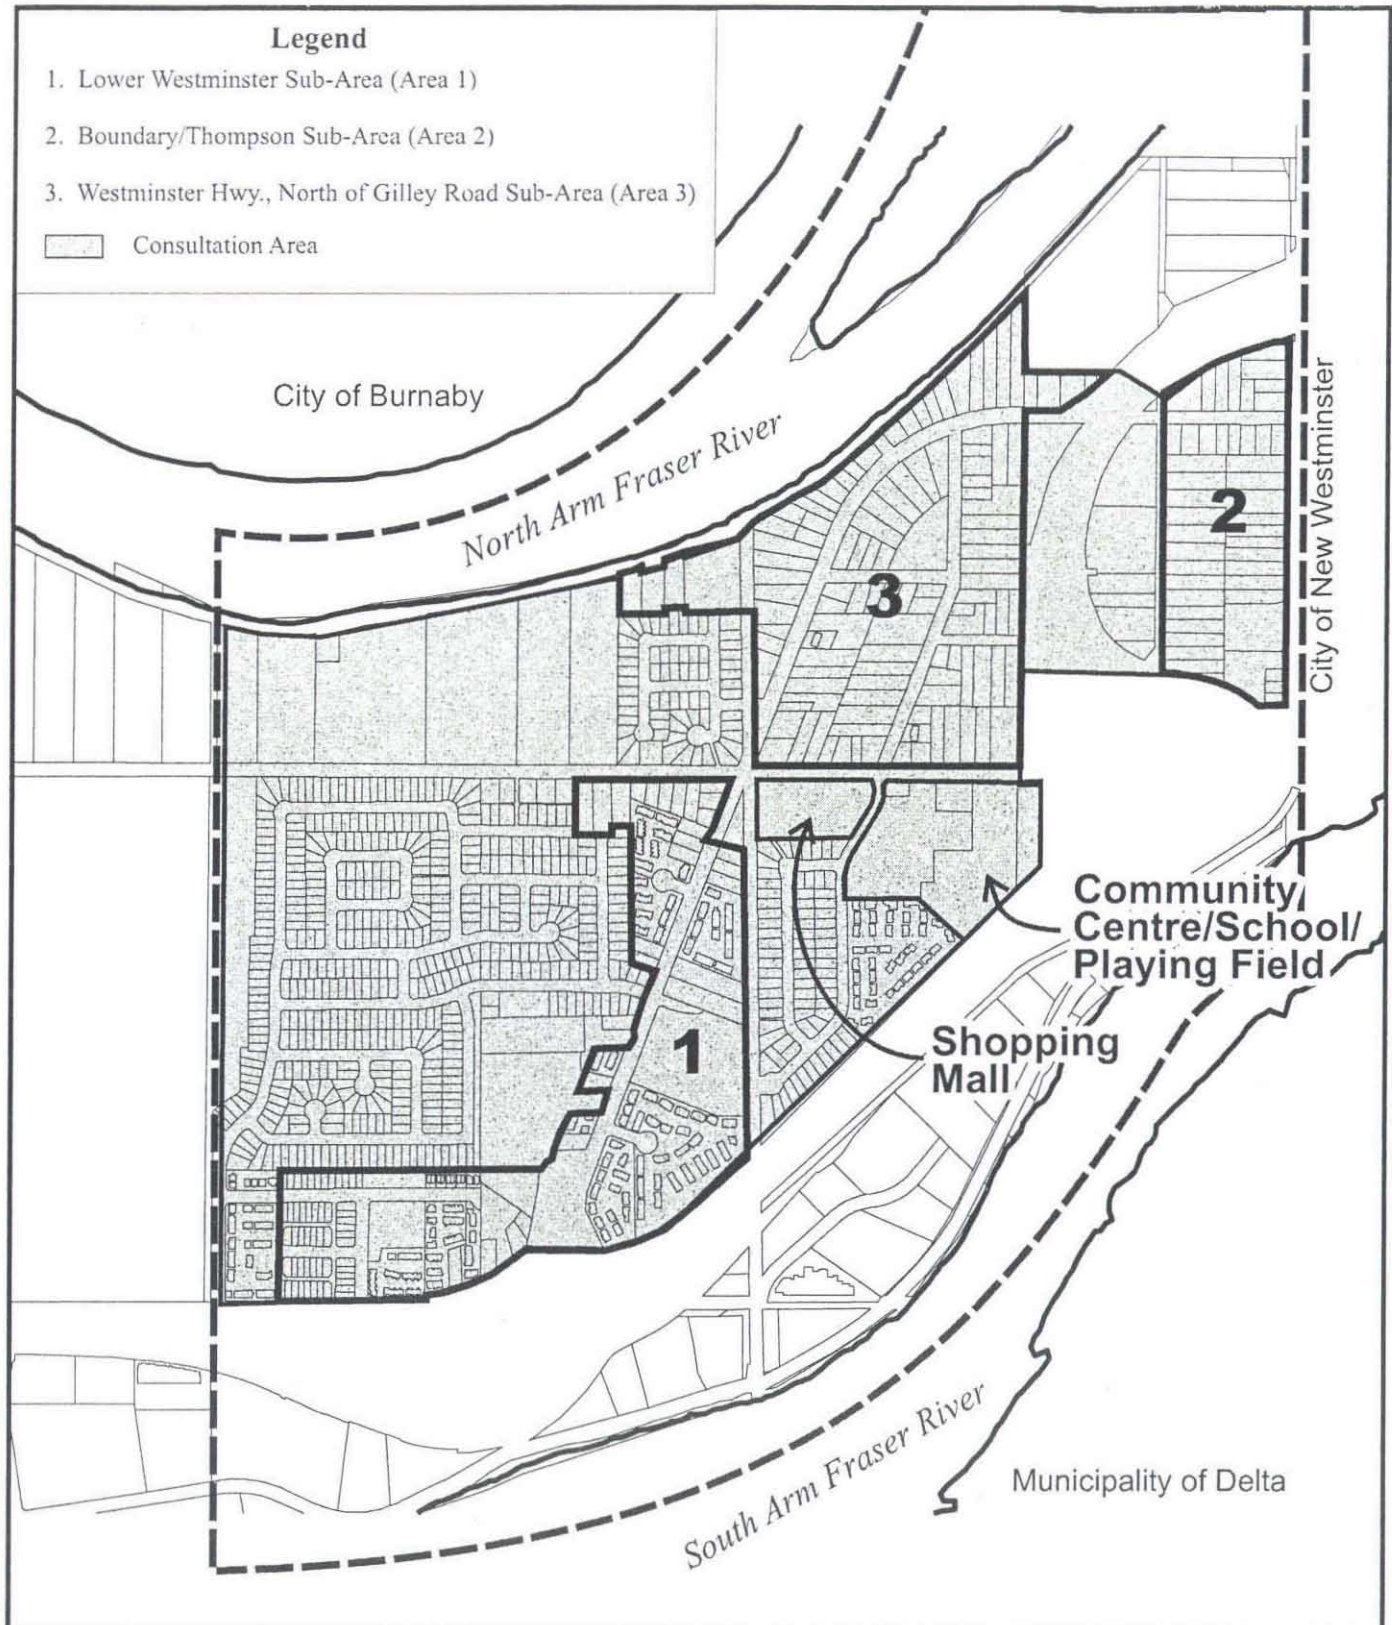 Legend
1. Lower Westminster Sub-Area (Area 1)
2. Boundary/Thompson Sub-Area (Area 2)
3. Westminster Hwy., North of Gilley Road Sub-Area (Area 3)
Consultation Area
City of Burnaby
North Arm Fraser River
City of New Westminster
2
3
Community
Centre/School/
Playing Field
1
Shopping
Mall
South Arm Fraser River
Municipality of Delta